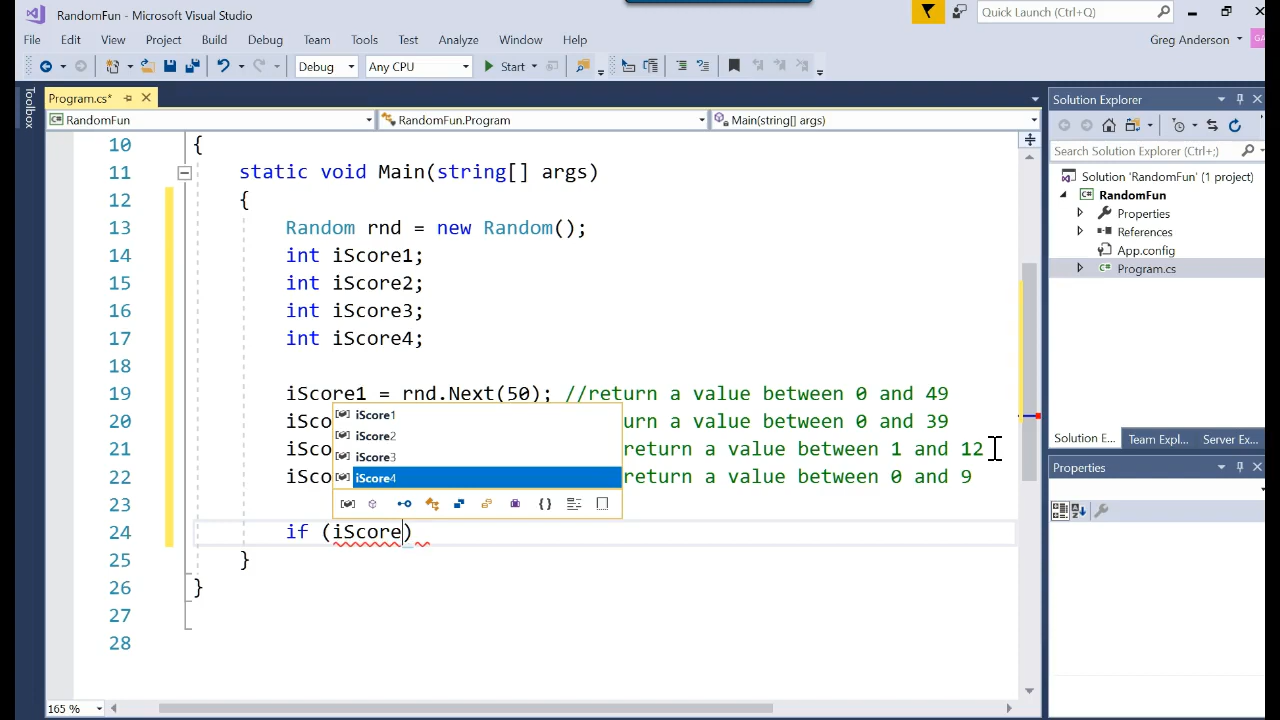 RandomFun - Microsoft Visual Studio
Quick Launch (Ctrl+Q)
File Edit View Project Build Debug Team Tools Test Analyze Window Help
Greg Anderson GA
Debug Any CPU Start
Toolbox
Program.cs*
RandomFun RandomFun.Program Main(string[] args)
10 {
11 static void Main(string[] args)
12 {
13 Random rnd = new Random();
14 int iScore1;
15 int iScore2;
16 int iScore3;
17 int iScore4;
18
19 iScore1 = rnd.Next(50); //return a value between 0 and 49
20 iSco return a value between 0 and 39
21 iSco return a value between 1 and 12
22 iSco return a value between 0 and 9
23
24 if (iScore)
25 }
26 }
27
28
iScore1
iScore2
iScore3
iScore4
165 %
Solution Explorer
Search Solution Explorer (Ctrl+;)
Solution 'RandomFun' (1 project)
RandomFun
Properties
References
App.config
Program.cs
Solution E... Team Expl... Server Ex...
Properties